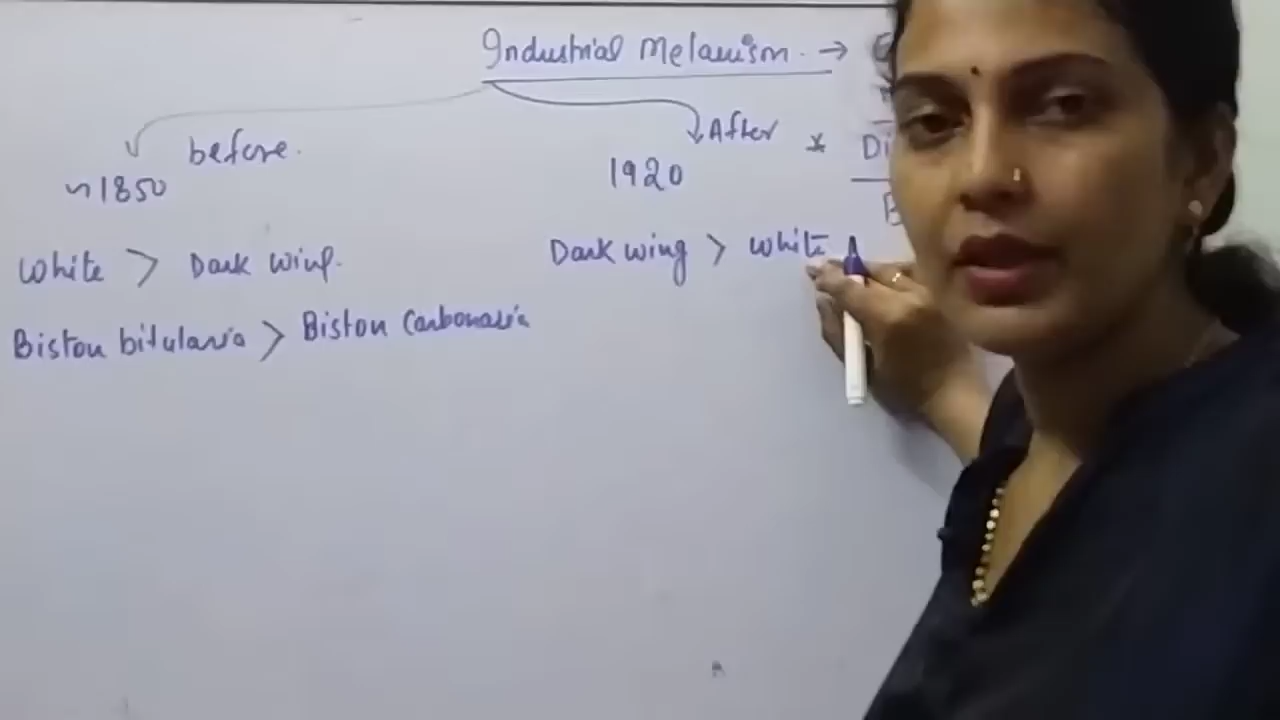 Industrial Melanism. →
before.
After *
~1850
1920
White > Dark wing.
Dark wing > White
Biston bitularia > Biston Carbonaria